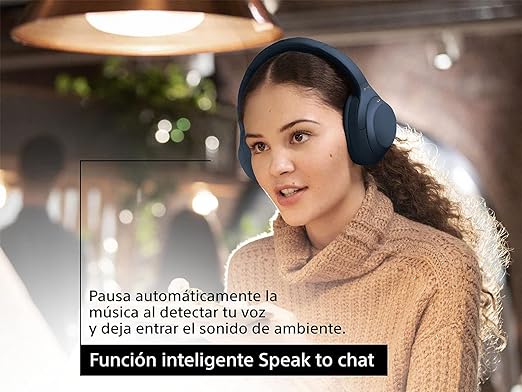 Pausa automáticamente la
música al detectar tu voz
y deja entrar el sonido de ambiente.
Función inteligente Speak to chat